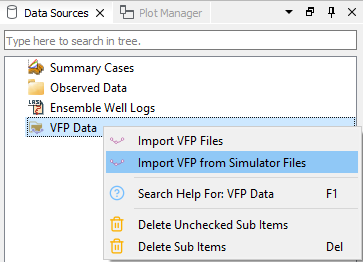 Data Sources Plot Manager
Type here to search in tree.
Summary Cases
Observed Data
LAS Ensemble Well Logs
VFP Data
Import VFP Files
Import VFP from Simulator Files
Search Help For: VFP Data F1
Delete Unchecked Sub Items
Delete Sub Items Del